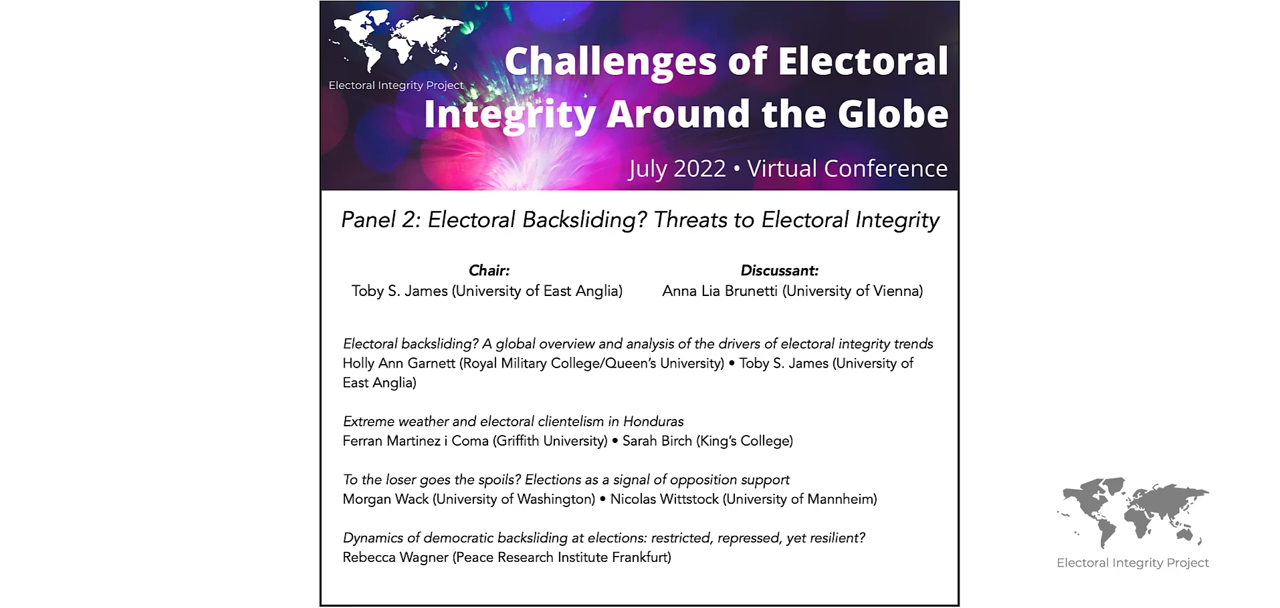 Challenges of Electoral
Integrity Around the Globe
Electoral Integrity Project
July 2022 • Virtual Conference
Panel 2: Electoral Backsliding? Threats to Electoral Integrity
Chair:
Toby S. James (University of East Anglia)
Discussant:
Anna Lia Brunetti (University of Vienna)
Electoral backsliding? A global overview and analysis of the drivers of electoral integrity trends
Holly Ann Garnett (Royal Military College/Queen's University) • Toby S. James (University of
East Anglia)
Extreme weather and electoral clientelism in Honduras
Ferran Martinez i Coma (Griffith University) • Sarah Birch (King's College)
To the loser goes the spoils? Elections as a signal of opposition support
Morgan Wack (University of Washington) • Nicolas Wittstock (University of Mannheim)
Dynamics of democratic backsliding at elections: restricted, repressed, yet resilient?
Rebecca Wagner (Peace Research Institute Frankfurt)
Electoral Integrity Project